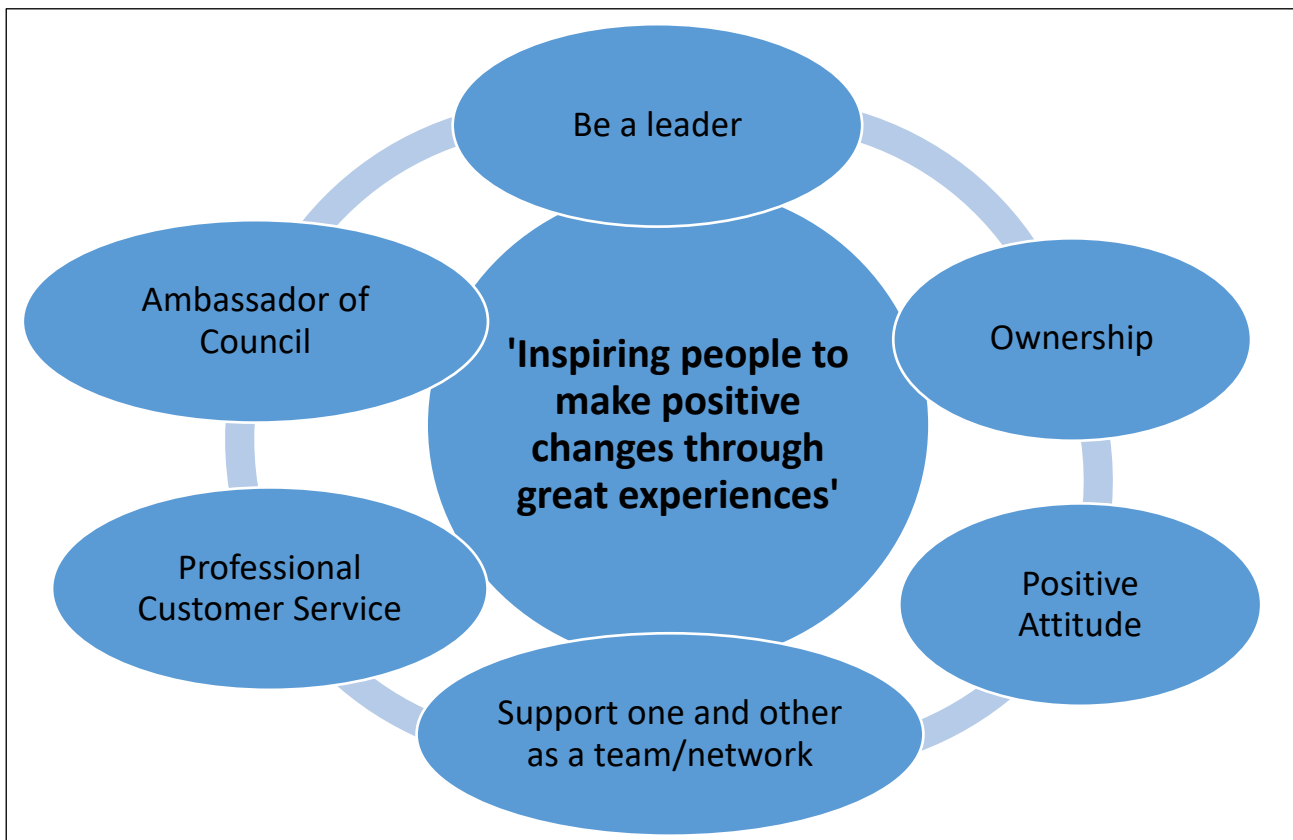 Be a leader
Ambassador of
Council
Ownership
'Inspiring people to
make positive
changes through
great experiences'
Professional
Customer Service
Positive
Attitude
Support one and other
as a team/network